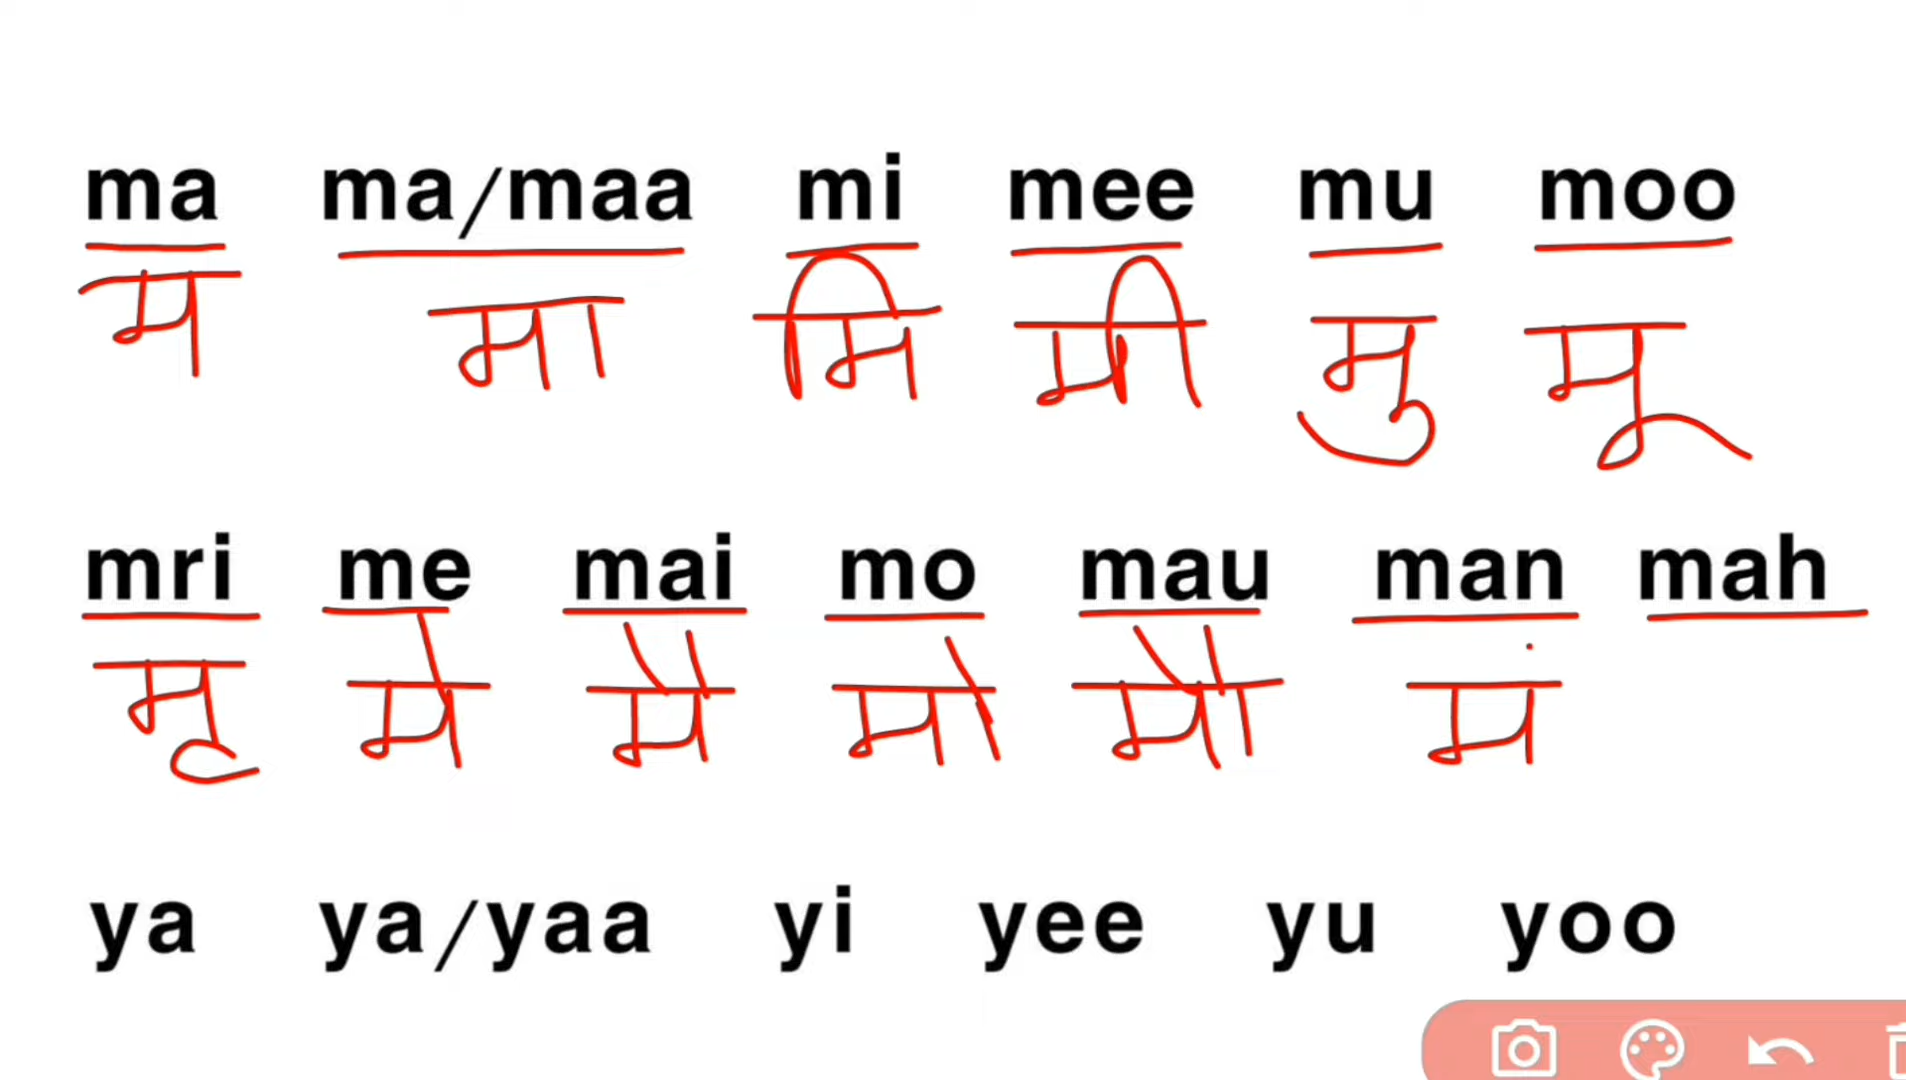 ma ma/maa mi mee mu moo
म मा मि मी मु मू
mri me mai mo mau man mah
मृ मे मै मो मौ मं
ya ya/yaa yi yee yu yoo